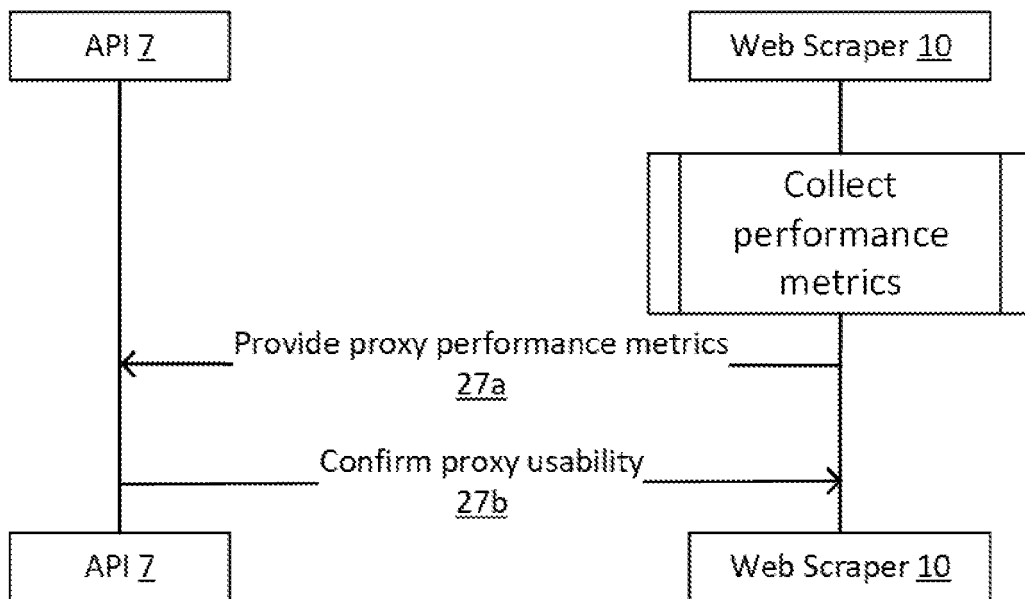 API 7
Web Scraper 10
Collect
performance
metrics
Provide proxy performance metrics
27a
Confirm proxy usability
27b
API 7
Web Scraper 10